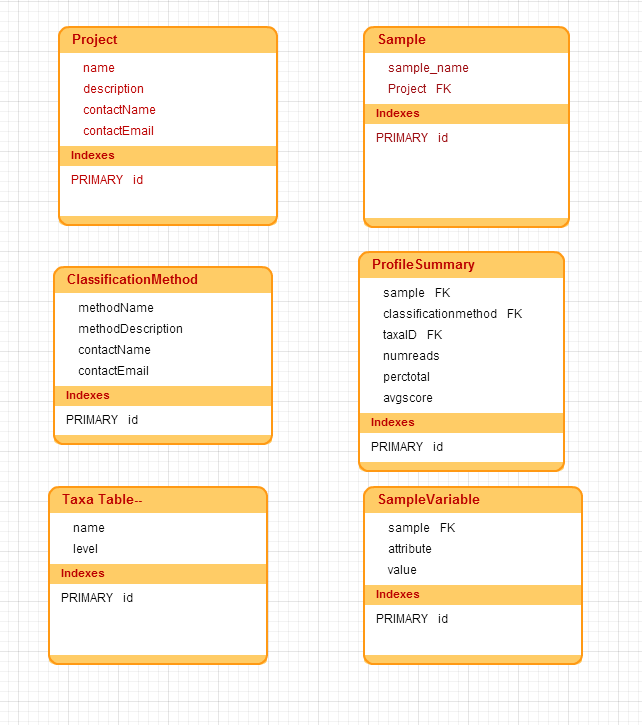 Project
name
description
contactName
contactEmail
Indexes
PRIMARY id
Sample
sample_name
Project FK
Indexes
PRIMARY id
ClassificationMethod
methodName
methodDescription
contactName
contactEmail
Indexes
PRIMARY id
ProfileSummary
sample FK
classificationmethod FK
taxaID FK
numreads
perctotal
avgscore
Indexes
PRIMARY id
Taxa Table--
name
level
Indexes
PRIMARY id
SampleVariable
sample FK
attribute
value
Indexes
PRIMARY id